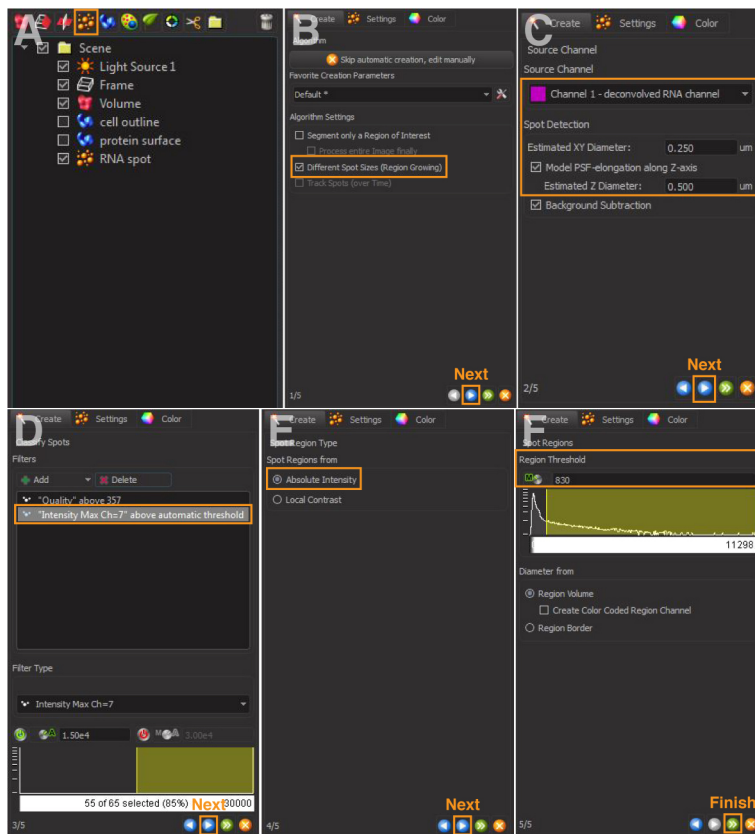 A
Scene
Light Source 1
Frame
Volume
cell outline
protein surface
RNA spot
B
Create Settings Color
Algorithm
Skip automatic creation, edit manually
Favorite Creation Parameters
Default *
Algorithm Settings
Segment only a Region of Interest
Process entire Image finally
Different Spot Sizes (Region Growing)
Track Spots (over Time)
Next
1/5
C
Create Settings Color
Source Channel
Source Channel
Channel 1 - deconvolved RNA channel
Spot Detection
Estimated XY Diameter: 0.250 um
Model PSF-elongation along Z-axis
Estimated Z Diameter: 0.500 um
Background Subtraction
Next
2/5
D
Create Settings Color
Classify Spots
Filters
Add Delete
"Quality" above 357
"Intensity Max Ch=7" above automatic threshold
Filter Type
Intensity Max Ch=7
A 1.50e4 M A 3.00e4
55 of 65 selected (85%) Next 30000
3/5
E
Create Settings Color
Spot Region Type
Spot Regions from
Absolute Intensity
Local Contrast
Next
4/5
F
Create Settings Color
Spot Regions
Region Threshold
M 830
11298
Diameter from
Region Volume
Create Color Coded Region Channel
Region Border
Finish
5/5